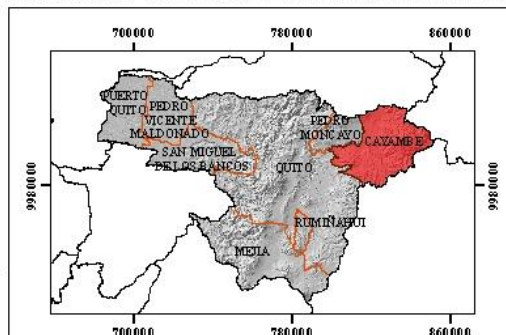 700000 780000 860000
PUERTO
QUITO
PEDRO
VICENTE
MALDONADO
SAN MIGUEL
DE LOS BANCOS
PEDRO
MONCAYO
CAYAMBE
QUITO
9980000
9980000
RUMIÑAHUI
MEJIA
700000 780000 860000